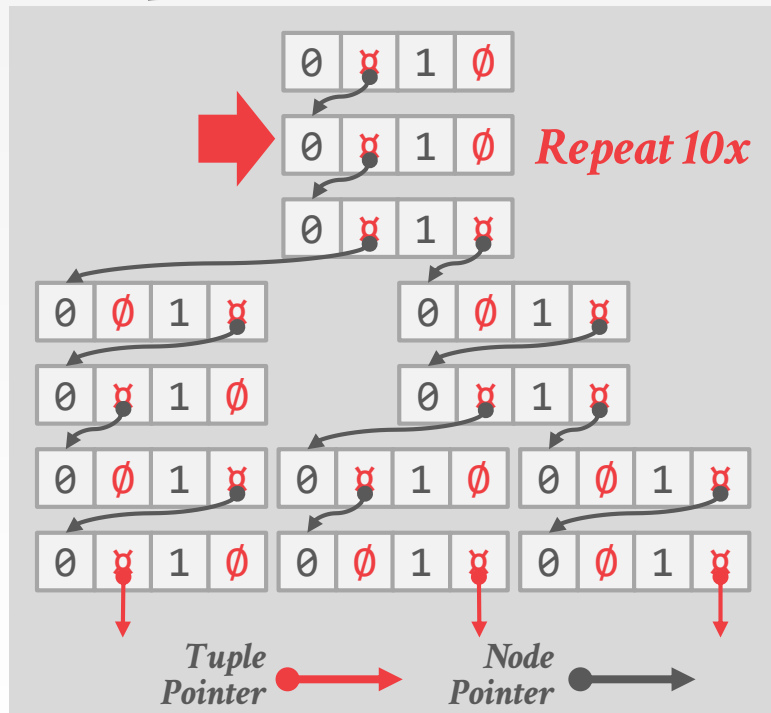 0 ¤ 1 Ø
0 ¤ 1 Ø
Repeat 10x
0 ¤ 1 ¤
0 Ø 1 ¤ 0 Ø 1 ¤
0 ¤ 1 Ø 0 ¤ 1 ¤
0 Ø 1 ¤ 0 ¤ 1 Ø 0 Ø 1 ¤
0 ¤ 1 Ø 0 Ø 1 ¤ 0 Ø 1 ¤
Tuple
Pointer
Node
Pointer